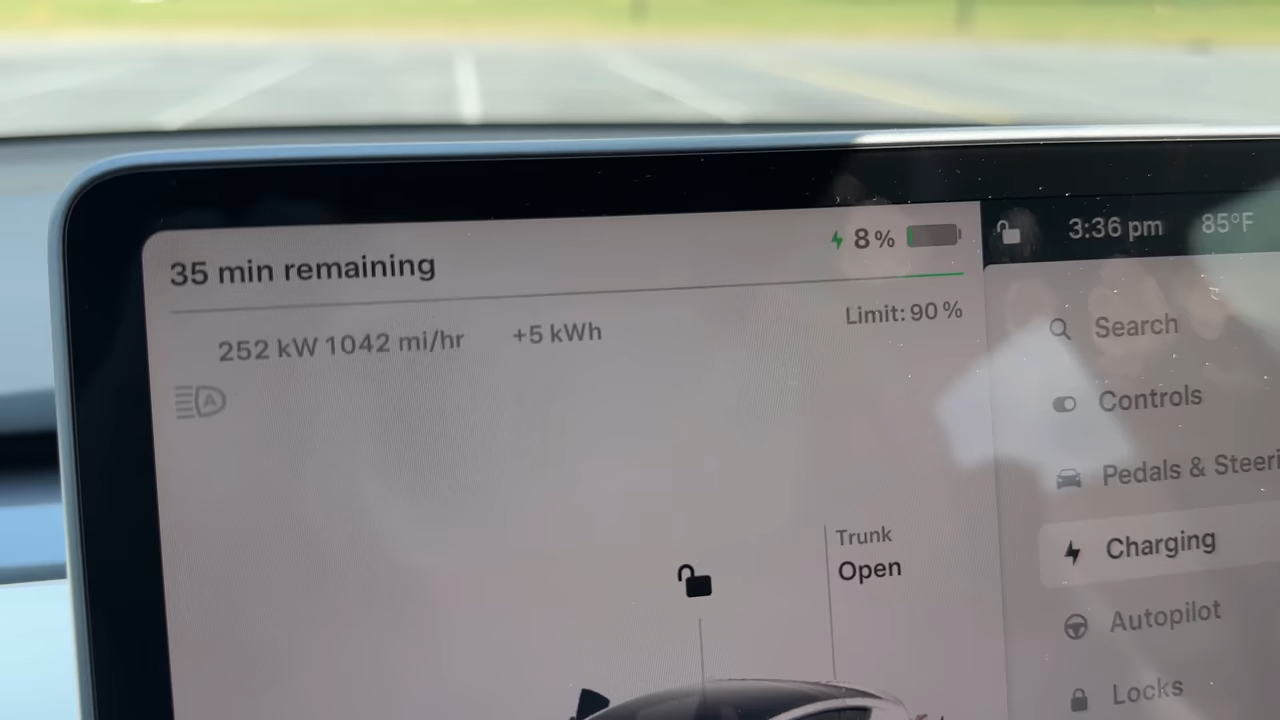 35 min remaining
8%
3:36 pm
85°F
252 kW 1042 mi/hr
+5 kWh
Limit: 90%
A
Search
Controls
Pedals & Steeri
Charging
Autopilot
Locks
Trunk
Open